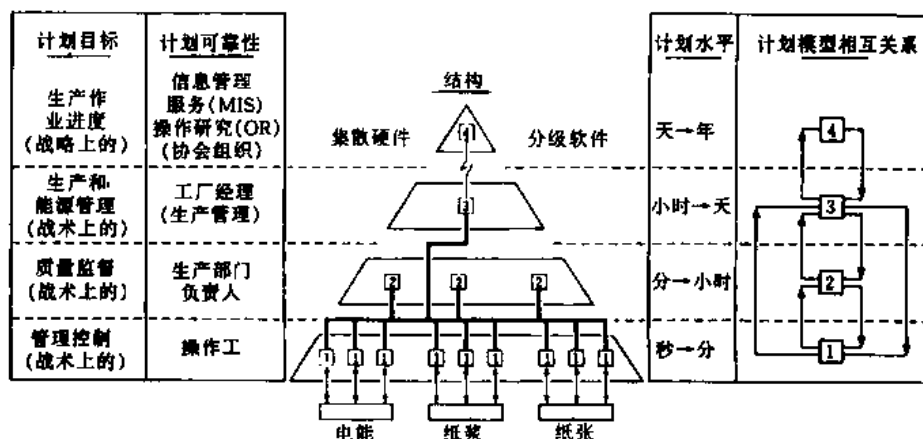 计划目标
计划可靠性
结构
计划水平
计划模型相互关系
生产作
业进度
(战略上的)
信息管理
服务(MIS)
操作研究(OR)
(协会组织)
集散硬件
4
分级软件
天→年
4
生产和
能源管理
(战术上的)
工厂经理
(生产管理)
3
小时→天
3
质量监督
(战术上的)
生产部门
负责人
2 2 2
分→小时
2
管理控制
(战术上的)
操作工
1 1 1 1 1 1 1 1 1
秒→分
1
电能
纸浆
纸张